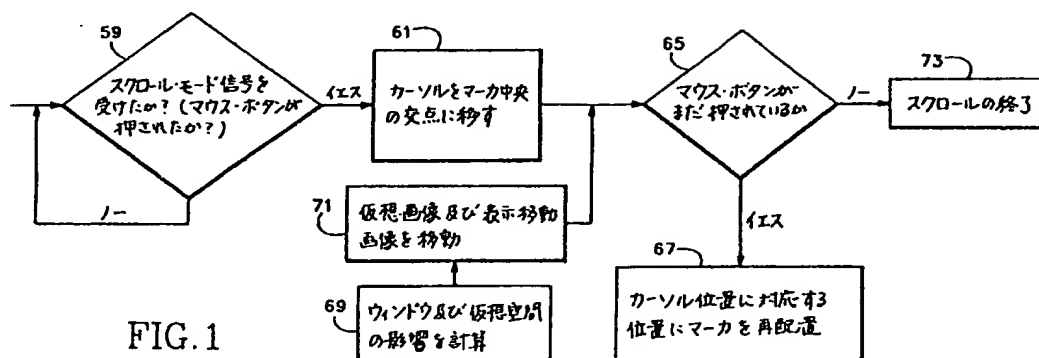 59
スクロール・モード信号を
受けたか?(マウス・ボタンが
押されたか?)
イエス
ノー
61
カーソルをマーカ中央
の交点に移す
65
マウス・ボタンが
まだ押されているか
ノー
73
スクロールの終了
イエス
71
仮想画像及び表示移動
画像を移動
67
カーソル位置に対応する
位置にマーカを再配置
69
ウィンドウ及び仮想空間
の影響を計算
FIG.1